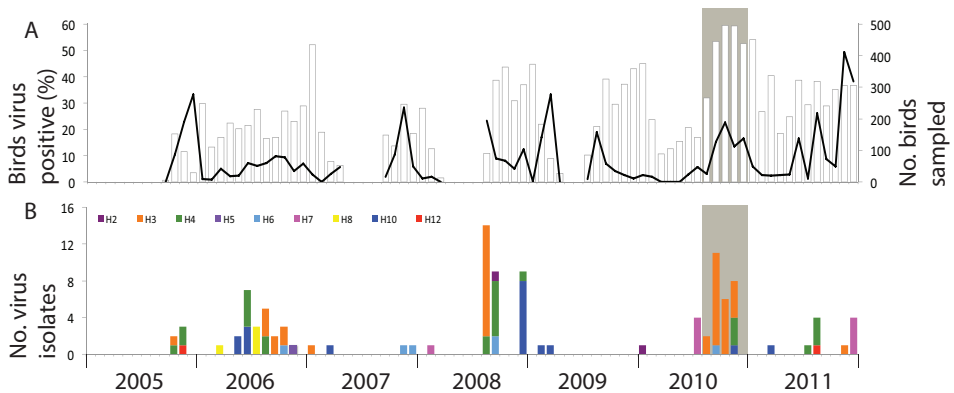 A
Birds virus
positive (%)
60
50
40
30
20
10
0
500
400
300
200
100
0
No. birds
sampled
B
No. virus
isolates
16
12
8
4
0
H2 H3 H4 H5 H6 H7 H8 H10 H12
2005 2006 2007 2008 2009 2010 2011